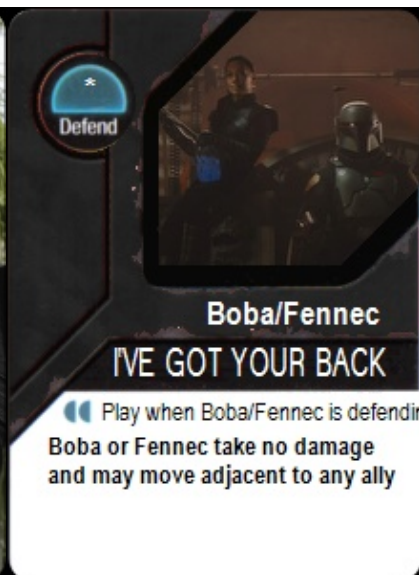 *
Defend
Boba/Fennec
I'VE GOT YOUR BACK
Play when Boba/Fennec is defendin
Boba or Fennec take no damage
and may move adjacent to any ally